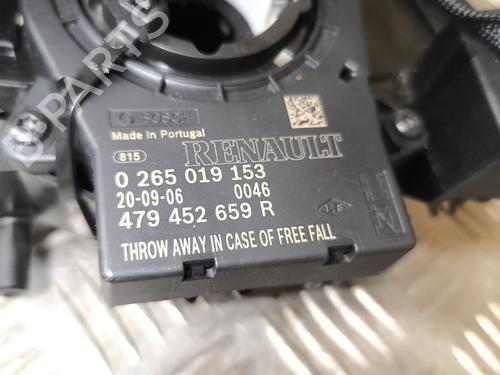 B-PARTS
BOSCH
Made in Portugal
815
RENAULT
0 265 019 153
20-09-06 0046
479 452 659 R
THROW AWAY IN CASE OF FREE FALL